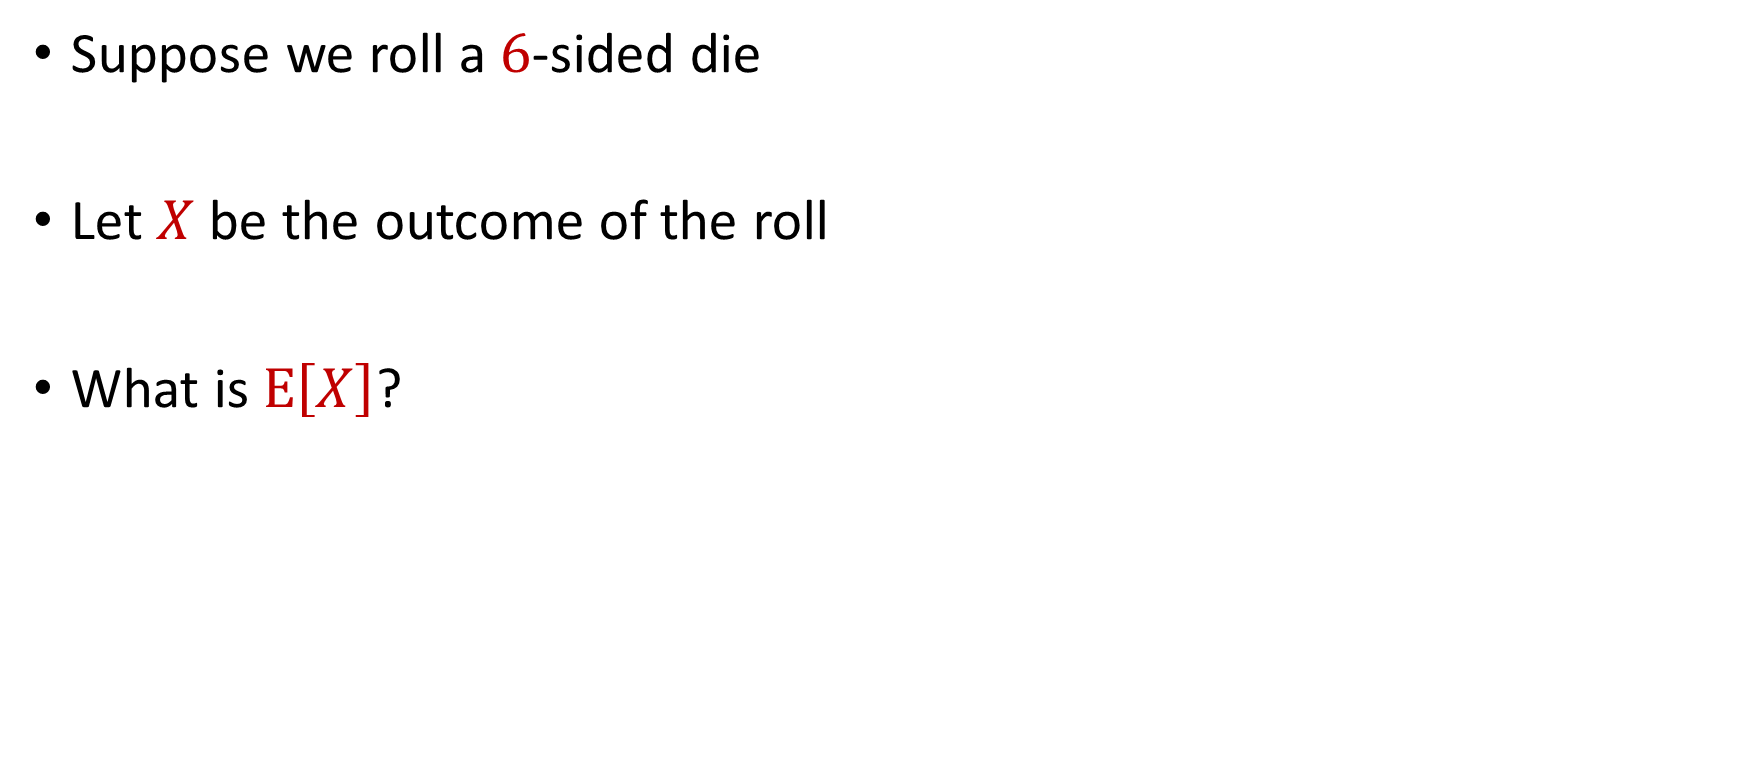 • Suppose we roll a 6-sided die
• Let X be the outcome of the roll
• What is E[X]?